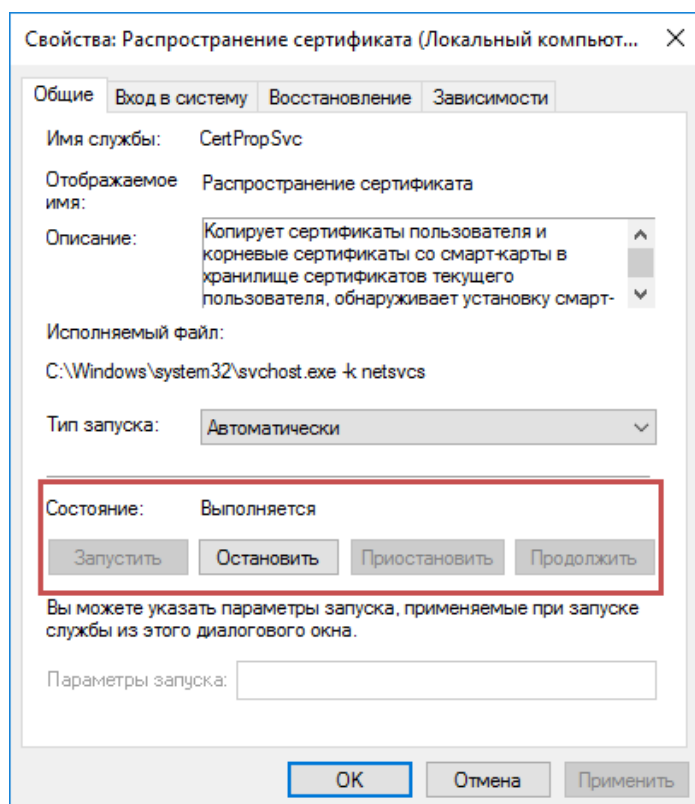 Свойства: Распространение сертификата (Локальный компьют...
Общие Вход в систему Восстановление Зависимости
Имя службы: CertPropSvc
Отображаемое имя: Распространение сертификата
Описание: Копирует сертификаты пользователя и
корневые сертификаты со смарт-карты в
хранилище сертификатов текущего
пользователя, обнаруживает установку смарт-
Исполняемый файл:
C:\Windows\system32\svchost.exe -k netsvcs
Тип запуска: Автоматически
Состояние: Выполняется
Запустить Остановить Приостановить Продолжить
Вы можете указать параметры запуска, применяемые при запуске
службы из этого диалогового окна.
Параметры запуска:
OK Отмена Применить